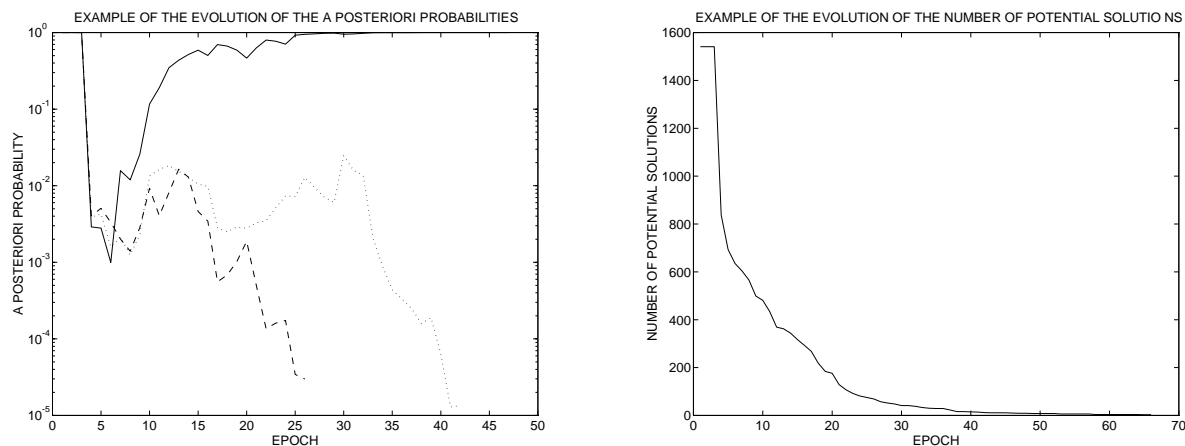 EXAMPLE OF THE EVOLUTION OF THE A POSTERIORI PROBABILITIES
10^0
10^-1
10^-2
10^-3
10^-4
10^-5
A POSTERIORI PROBABILITY
0 5 10 15 20 25 30 35 40 45 50
EPOCH
EXAMPLE OF THE EVOLUTION OF THE NUMBER OF POTENTIAL SOLUTIO NS
1600
1400
1200
1000
800
600
400
200
0
NUMBER OF POTENTIAL SOLUTIONS
0 10 20 30 40 50 60 70
EPOCH